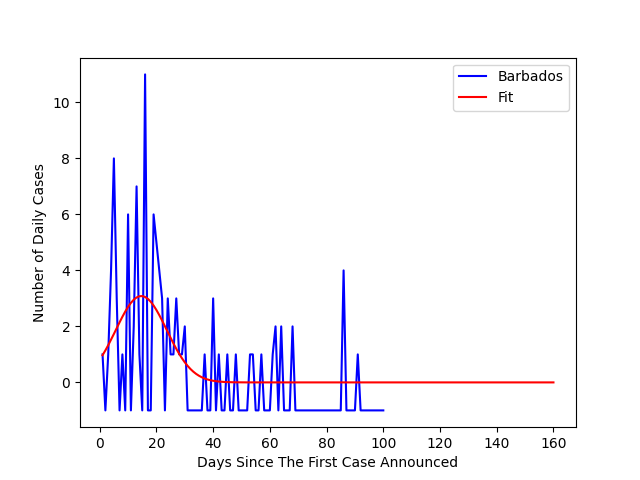 Barbados
Fit
Number of Daily Cases
10
8
6
4
2
0
0 20 40 60 80 100 120 140 160
Days Since The First Case Announced